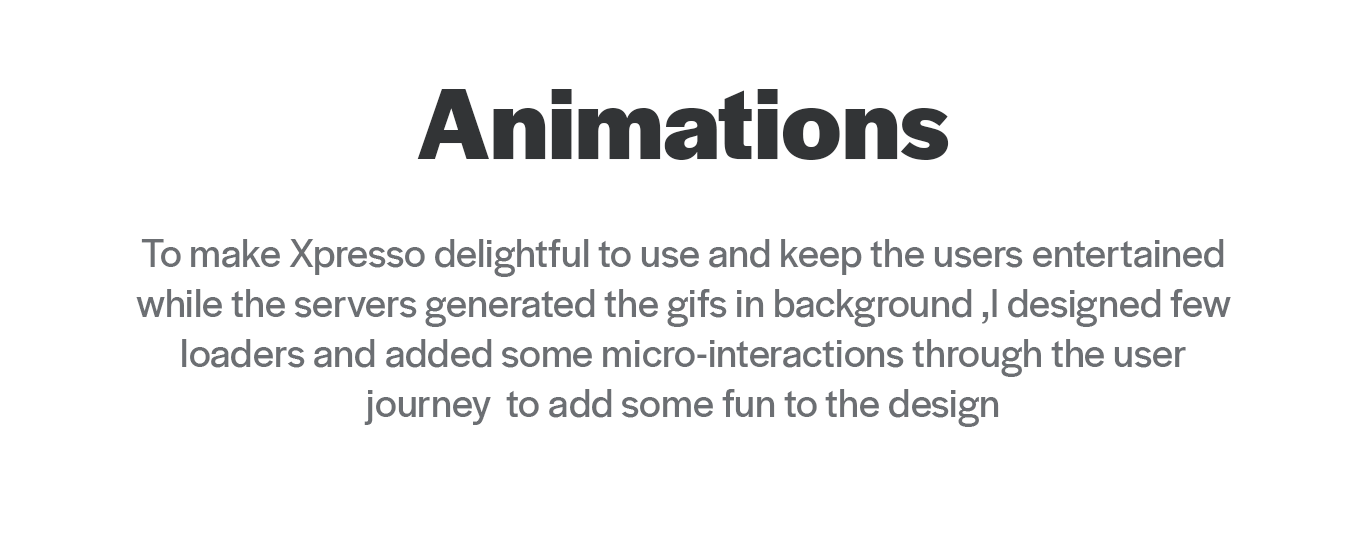 Animations
To make Xpresso delightful to use and keep the users entertained
while the servers generated the gifs in background ,I designed few
loaders and added some micro-interactions through the user
journey  to add some fun to the design